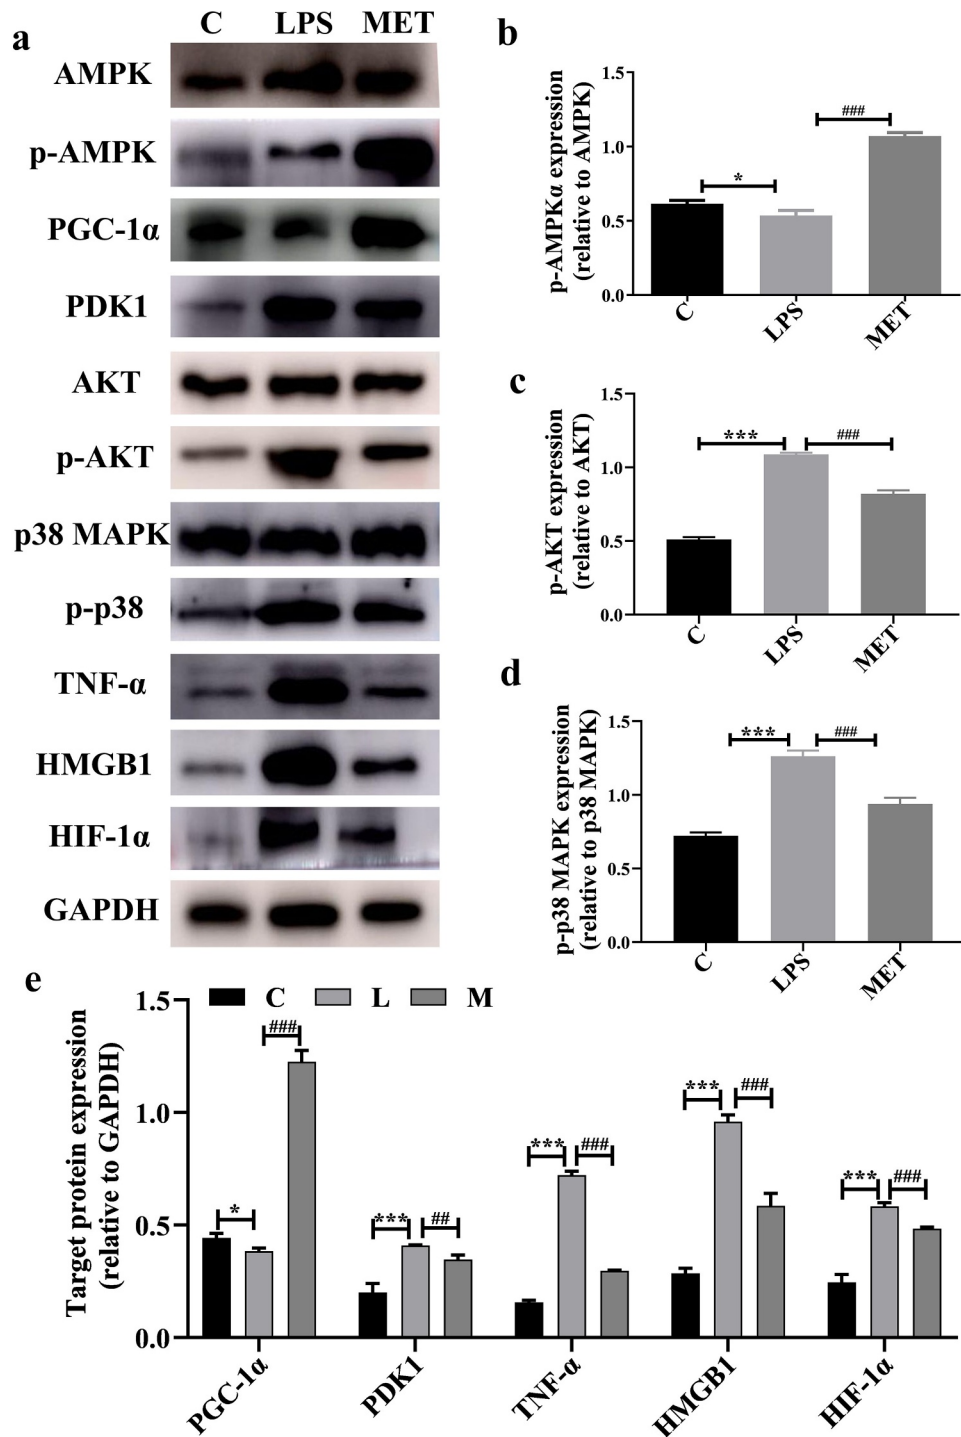 a
C LPS MET
AMPK
p-AMPK
PGC-1α
PDK1
AKT
p-AKT
p38 MAPK
p-p38
TNF-α
HMGB1
HIF-1α
GAPDH
b
p-AMPKα expression
(relative to AMPK)
1.5
1.0
0.5
0.0
*
###
C
LPS
MET
c
p-AKT expression
(relative to AKT)
1.5
1.0
0.5
0.0
***
###
C
LPS
MET
d
p-p38 MAPK expression
(relative to p38 MAPK)
1.5
1.0
0.5
0.0
***
###
C
LPS
MET
e
C L M
Target protein expression
(relative to GAPDH)
1.5
1.0
0.5
0.0
*
###
***
##
***
###
***
###
***
###
PGC-1α
PDK1
TNF-α
HMGB1
HIF-1α